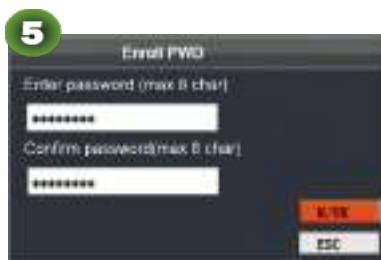 5
Enroll PWD
Enter password (max 8 char)
********
Confirm password(max 8 char)
********
ESC